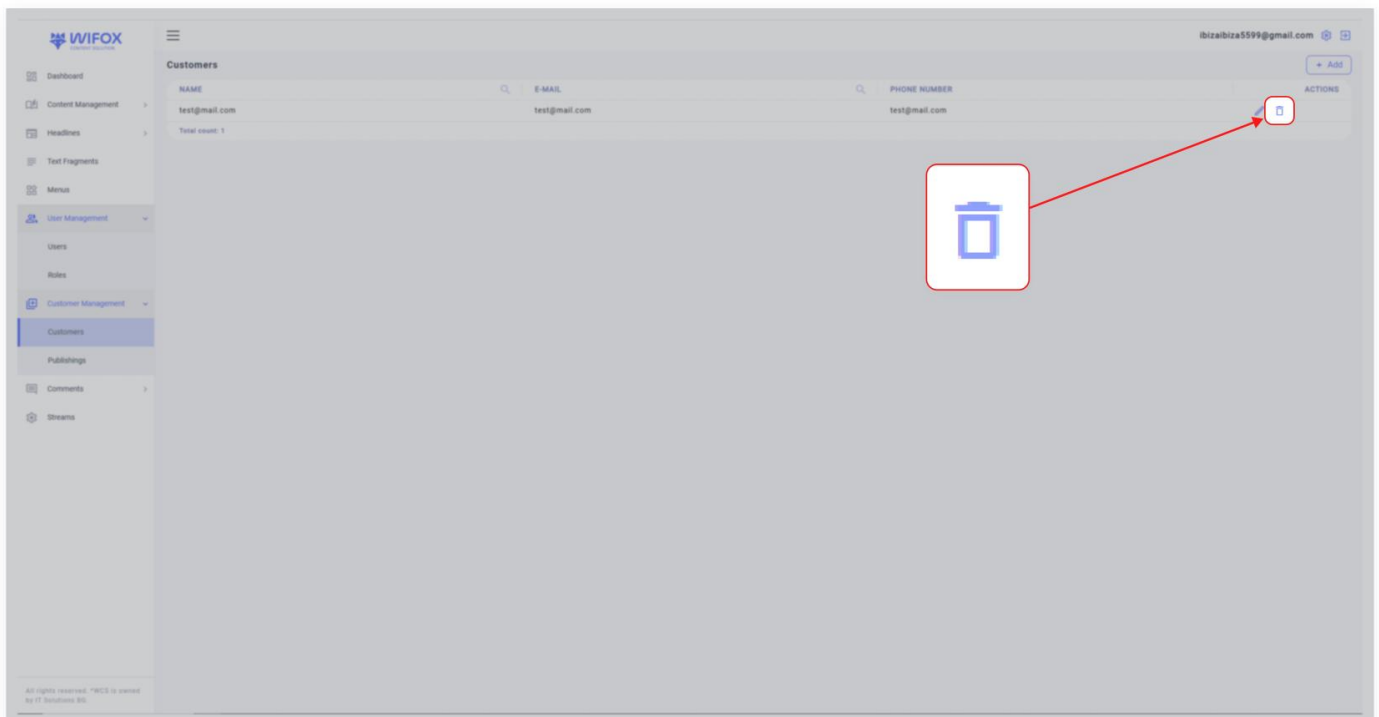 WIFOX
CONTENT SOLUTION
ibizaibiza5599@gmail.com
Dashboard
Content Management
Headlines
Text Fragments
Menus
User Management
Users
Roles
Customer Management
Customers
Publishings
Comments
Streams
All rights reserved. *WCS is owned
by IT Solutions BG
Customers
+ Add
NAME E-MAIL PHONE NUMBER ACTIONS
test@mail.com test@mail.com test@mail.com
Total count: 1